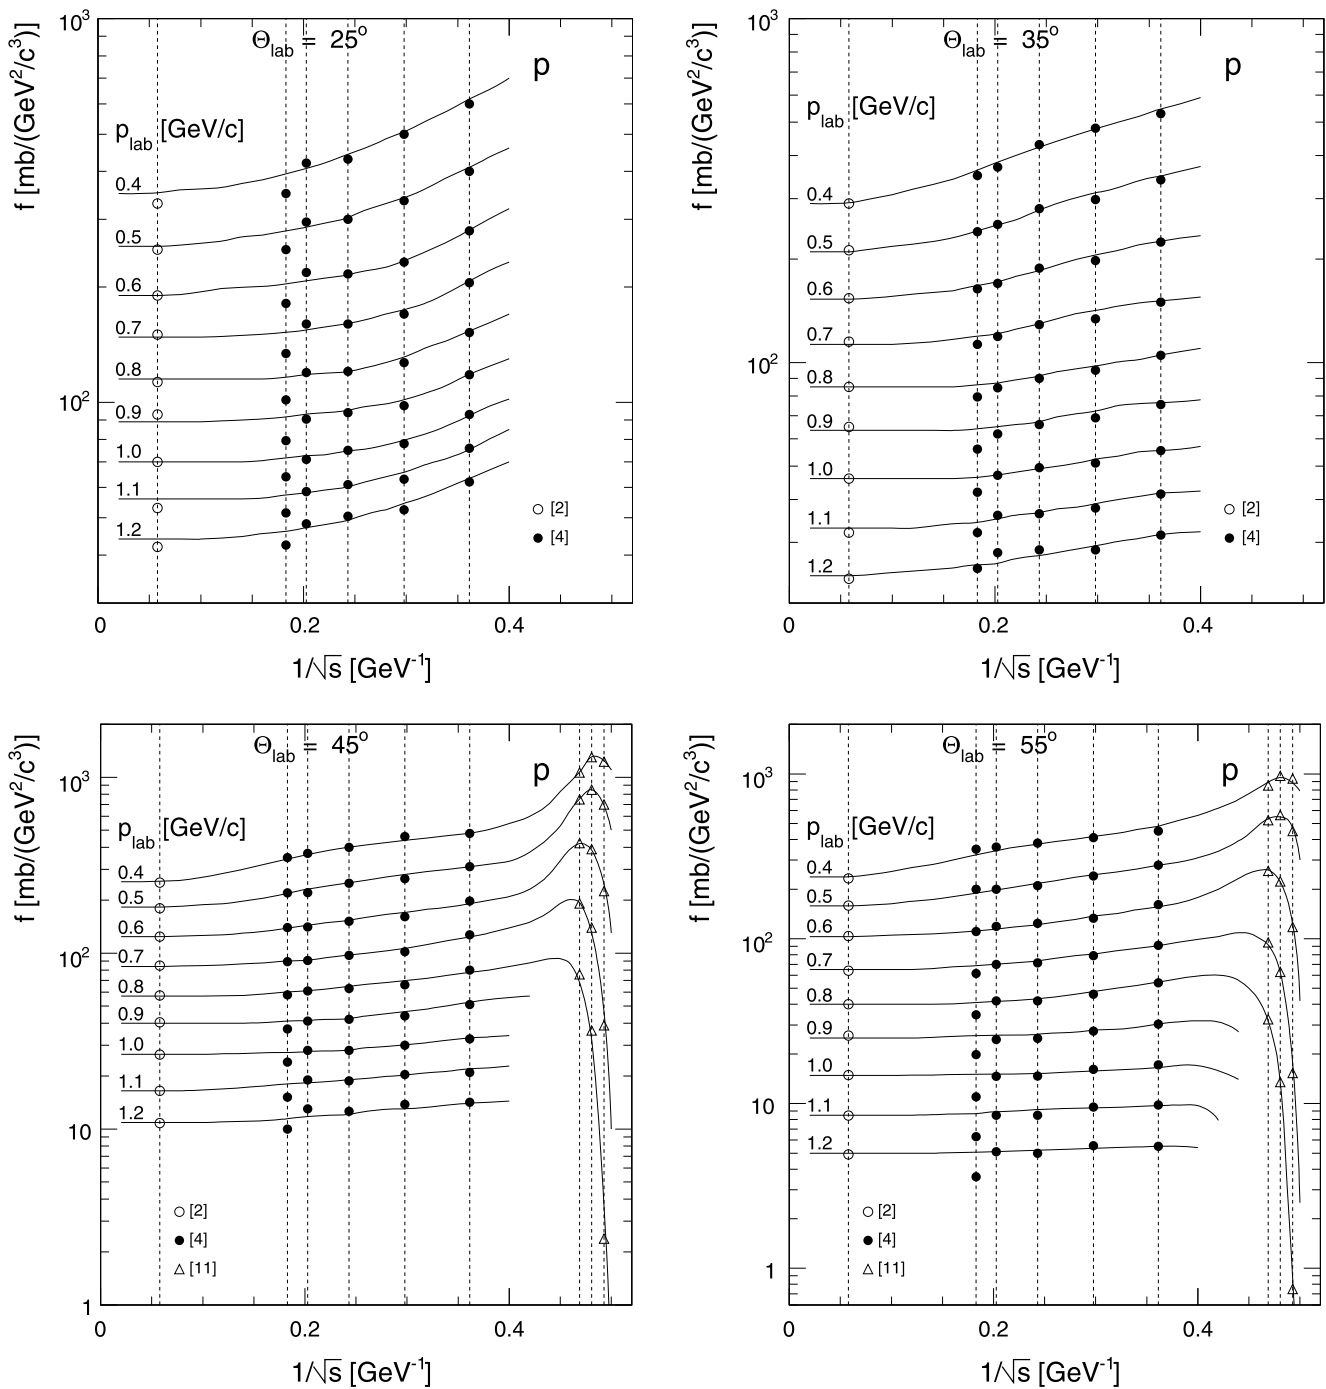 Θlab = 25°
p
f [mb/(GeV²/c³)]
plab [GeV/c]
10³
10²
0.4
0.5
0.6
0.7
0.8
0.9
1.0
1.1
1.2
[2]
[4]
0 0.2 0.4
1/√s [GeV⁻¹]
Θlab = 35°
p
f [mb/(GeV²/c³)]
plab [GeV/c]
10³
10²
0.4
0.5
0.6
0.7
0.8
0.9
1.0
1.1
1.2
[2]
[4]
0 0.2 0.4
1/√s [GeV⁻¹]
Θlab = 45°
p
f [mb/(GeV²/c³)]
plab [GeV/c]
10³
10²
10
1
0.4
0.5
0.6
0.7
0.8
0.9
1.0
1.1
1.2
[2]
[4]
[11]
0 0.2 0.4
1/√s [GeV⁻¹]
Θlab = 55°
p
f [mb/(GeV²/c³)]
plab [GeV/c]
10³
10²
10
1
0.4
0.5
0.6
0.7
0.8
0.9
1.0
1.1
1.2
[2]
[4]
[11]
0 0.2 0.4
1/√s [GeV⁻¹]